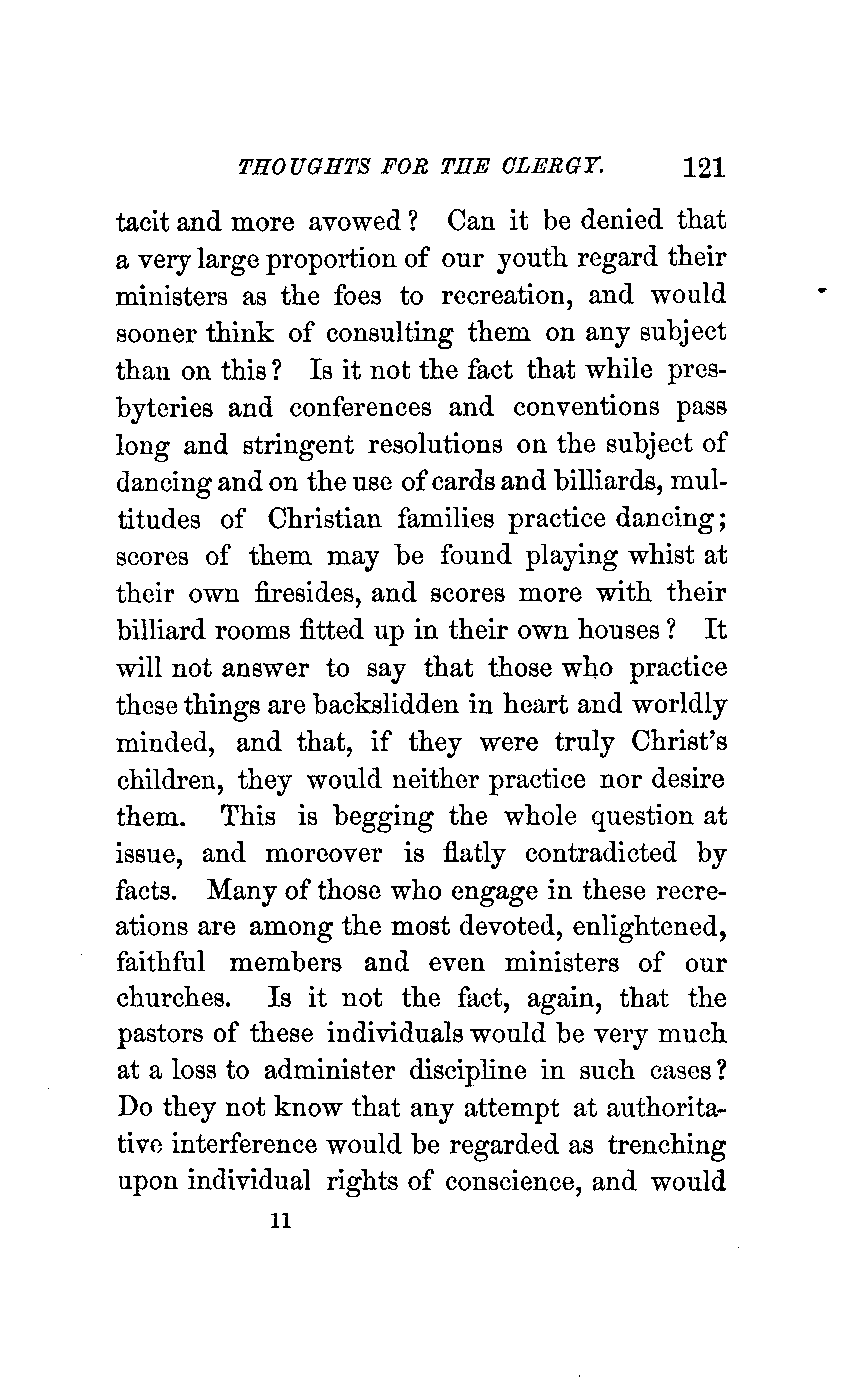 THOUGHTS FOR THE CLERGY. 121
tacit and more avowed? Can it be denied that
a very large proportion of our youth regard their
ministers as the foes to recreation, and would
sooner think of consulting them on any subject
than on this? Is it not the fact that while pres-
byteries and conferences and conventions pass
long and stringent resolutions on the subject of
dancing and on the use of cards and billiards, mul-
titudes of Christian families practice dancing;
scores of them may be found playing whist at
their own firesides, and scores more with their
billiard rooms fitted up in their own houses? It
will not answer to say that those who practice
these things are backslidden in heart and worldly
minded, and that, if they were truly Christ's
children, they would neither practice nor desire
them. This is begging the whole question at
issue, and moreover is flatly contradicted by
facts. Many of those who engage in these recre-
ations are among the most devoted, enlightened,
faithful members and even ministers of our
churches. Is it not the fact, again, that the
pastors of these individuals would be very much
at a loss to administer discipline in such cases?
Do they not know that any attempt at authorita-
tive interference would be regarded as trenching
upon individual rights of conscience, and would
11